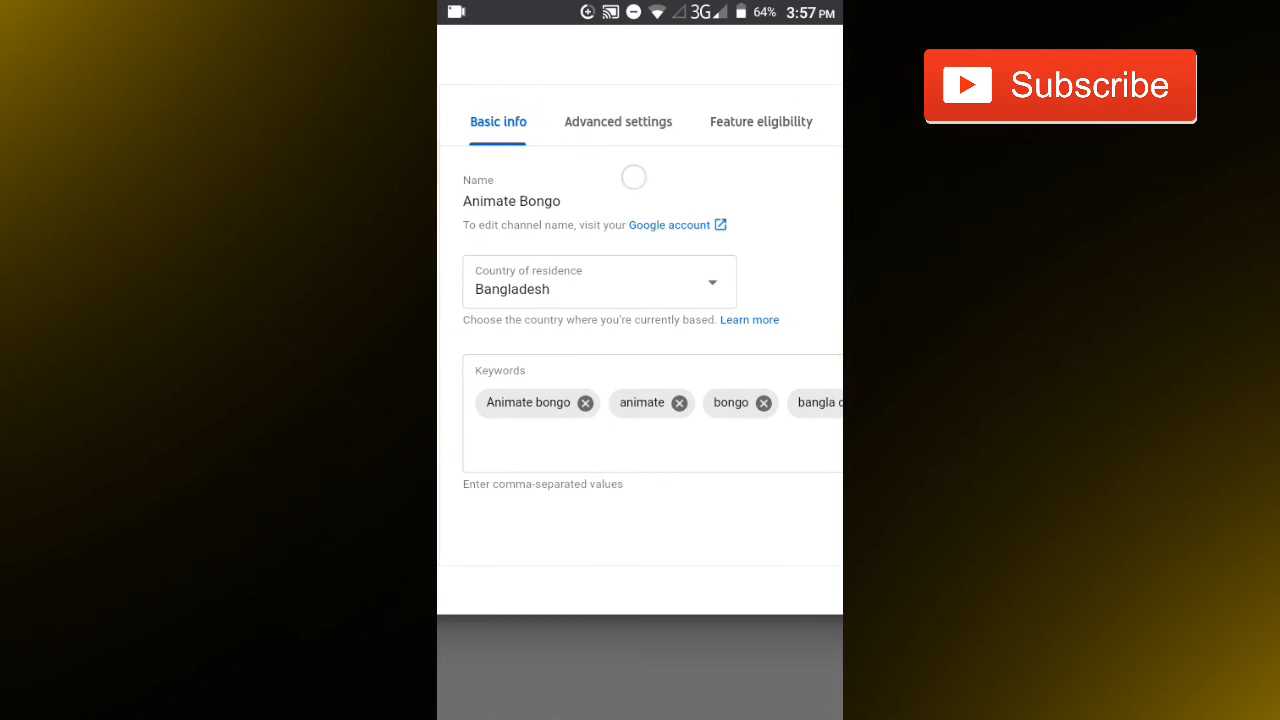 3G 64% 3:57 PM
Subscribe
Basic info Advanced settings Feature eligibility
Name
Animate Bongo
To edit channel name, visit your Google account
Country of residence
Bangladesh
Choose the country where you're currently based. Learn more
Keywords
Animate bongo animate bongo bangla
Enter comma-separated values